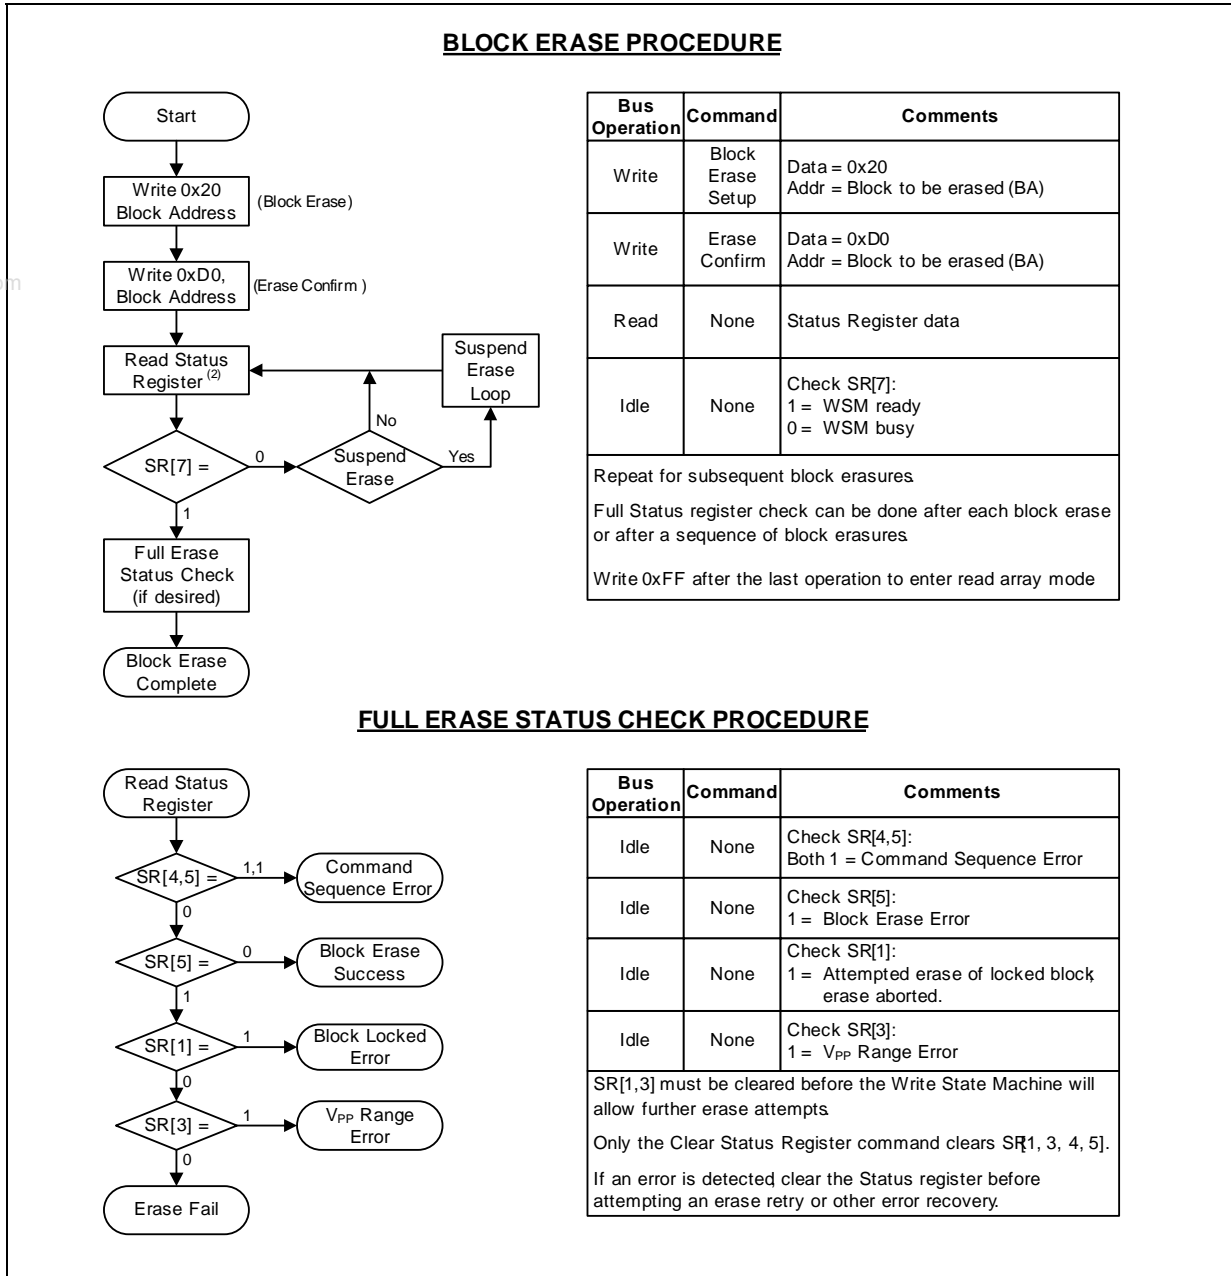 BLOCK ERASE PROCEDURE
Start
Write 0x20
Block Address
(Block Erase)
Write 0xD0,
Block Address
(Erase Confirm )
om
Read Status
Register (2)
Suspend
Erase
Loop
No
SR[7] =
0
Suspend
Erase
Yes
1
Full Erase
Status Check
(if desired)
Block Erase
Complete
Bus
Operation
Command
Comments
Write
Block
Erase
Setup
Data = 0x20
Addr = Block to be erased (BA)
Write
Erase
Confirm
Data = 0xD0
Addr = Block to be erased (BA)
Read
None
Status Register data
Idle
None
Check SR[7]:
1 = WSM ready
0 = WSM busy
Repeat for subsequent block erasures.
Full Status register check can be done after each block erase
or after a sequence of block erasures.
Write 0xFF after the last operation to enter read array mode
FULL ERASE STATUS CHECK PROCEDURE
Read Status
Register
SR[4,5] =
1,1
Command
Sequence Error
0
SR[5] =
0
Block Erase
Success
1
SR[1] =
1
Block Locked
Error
0
SR[3] =
1
VPP Range
Error
0
Erase Fail
Bus
Operation
Command
Comments
Idle
None
Check SR[4,5]:
Both 1 = Command Sequence Error
Idle
None
Check SR[5]:
1 = Block Erase Error
Idle
None
Check SR[1]:
1 = Attempted erase of locked block,
erase aborted.
Idle
None
Check SR[3]:
1 = VPP Range Error
SR[1,3] must be cleared before the Write State Machine will
allow further erase attempts.
Only the Clear Status Register command clears SR[1, 3, 4, 5].
If an error is detected, clear the Status register before
attempting an erase retry or other error recovery.